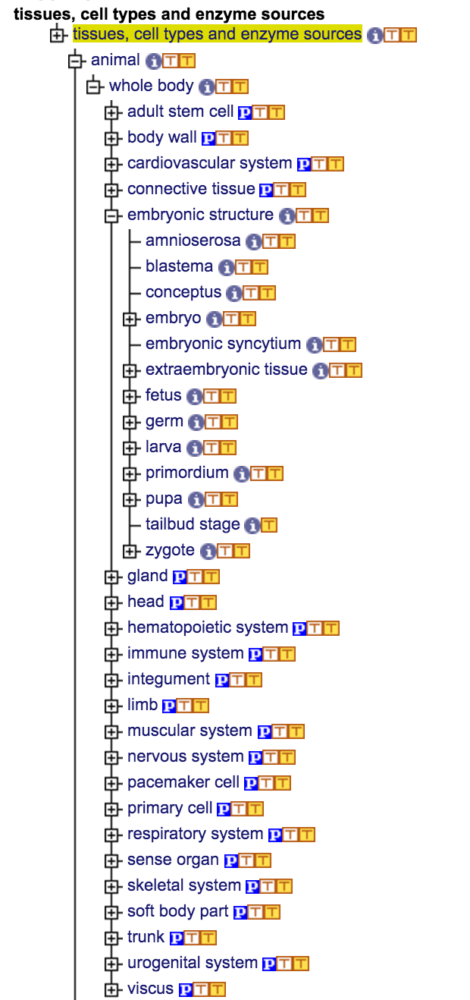 tissues, cell types and enzyme sources
tissues, cell types and enzyme sources i T T
animal i T T
whole body i T T
adult stem cell p T T
body wall p T T
cardiovascular system p T T
connective tissue p T T
embryonic structure i T T
amnioserosa i T T
blastema i T T
conceptus i T T
embryo i T T
embryonic syncytium i T T
extraembryonic tissue i T T
fetus i T T
germ i T T
larva i T T
primordium i T T
pupa i T T
tailbud stage i T
zygote i T T
gland p T T
head p T T
hematopoietic system p T T
immune system p T T
integument p T T
limb p T T
muscular system p T T
nervous system p T T
pacemaker cell p T T
primary cell p T T
respiratory system p T T
sense organ p T T
skeletal system p T T
soft body part p T T
trunk p T T
urogenital system p T T
viscus p T T